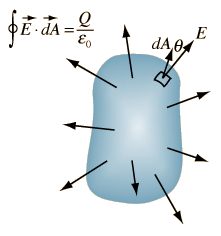 ∮ E⃗ · dA⃗ = Q/ε₀
dA θ E